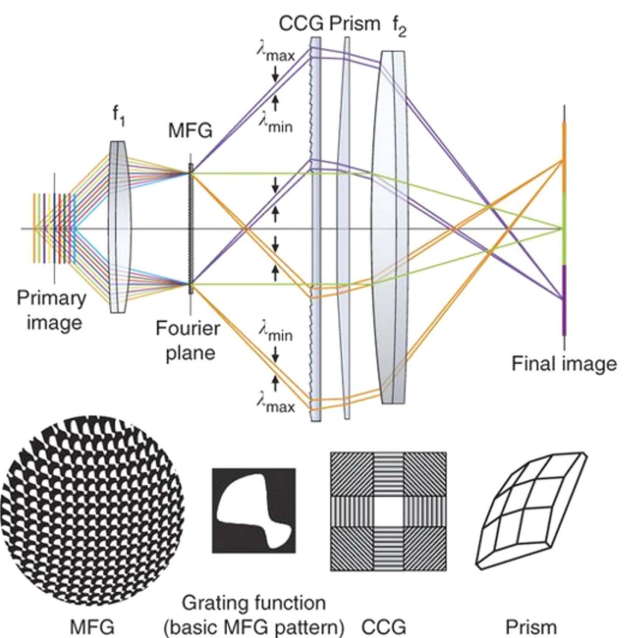 CCG Prism f₂
λmax
λmin
f₁
MFG
Primary
image
Fourier
plane
λmin
λmax
Final image
MFG
Grating function
(basic MFG pattern)
CCG
Prism